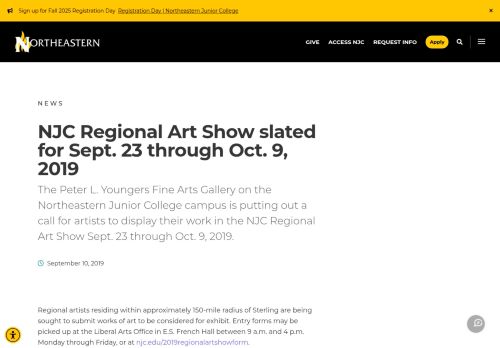 Sign up for Fall 2025 Registration Day Registration Day | Northeastern Junior College ×
NORTHEASTERN
GIVE ACCESS NJC REQUEST INFO Apply
NEWS
NJC Regional Art Show slated
for Sept. 23 through Oct. 9,
2019
The Peter L. Youngers Fine Arts Gallery on the
Northeastern Junior College campus is putting out a
call for artists to display their work in the NJC Regional
Art Show Sept. 23 through Oct. 9, 2019.
September 10, 2019
Regional artists residing within approximately 150-mile radius of Sterling are being
sought to submit works of art to be considered for exhibit. Entry forms may be
picked up at the Liberal Arts Office in E.S. French Hall between 9 a.m. and 4 p.m.
Monday through Friday, or at njc.edu/2019regionalartshowform.